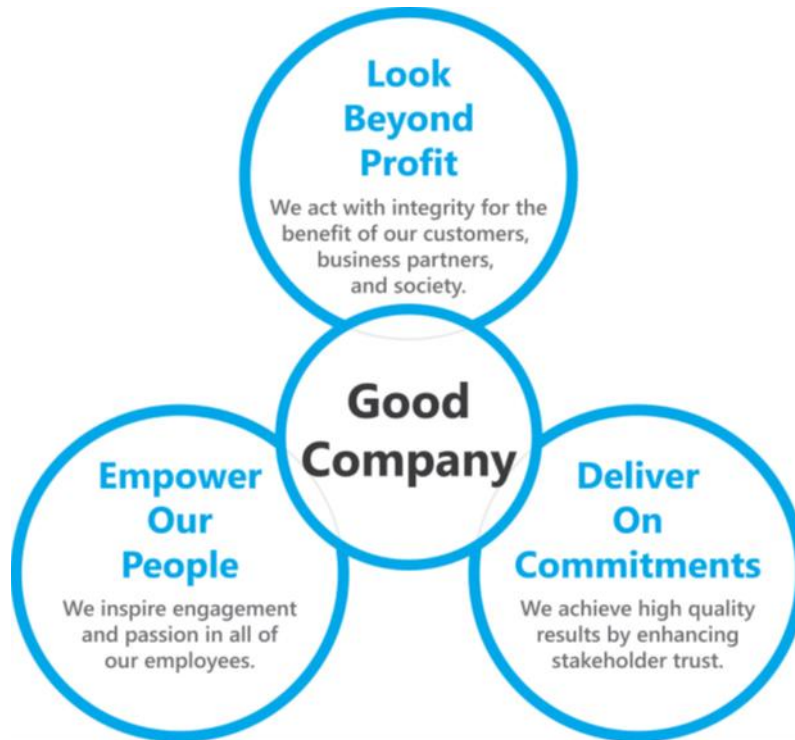 Look
Beyond
Profit
We act with integrity for the
benefit of our customers,
business partners,
and society.
Good
Company
Empower
Our
People
We inspire engagement
and passion in all of
our employees.
Deliver
On
Commitments
We achieve high quality
results by enhancing
stakeholder trust.